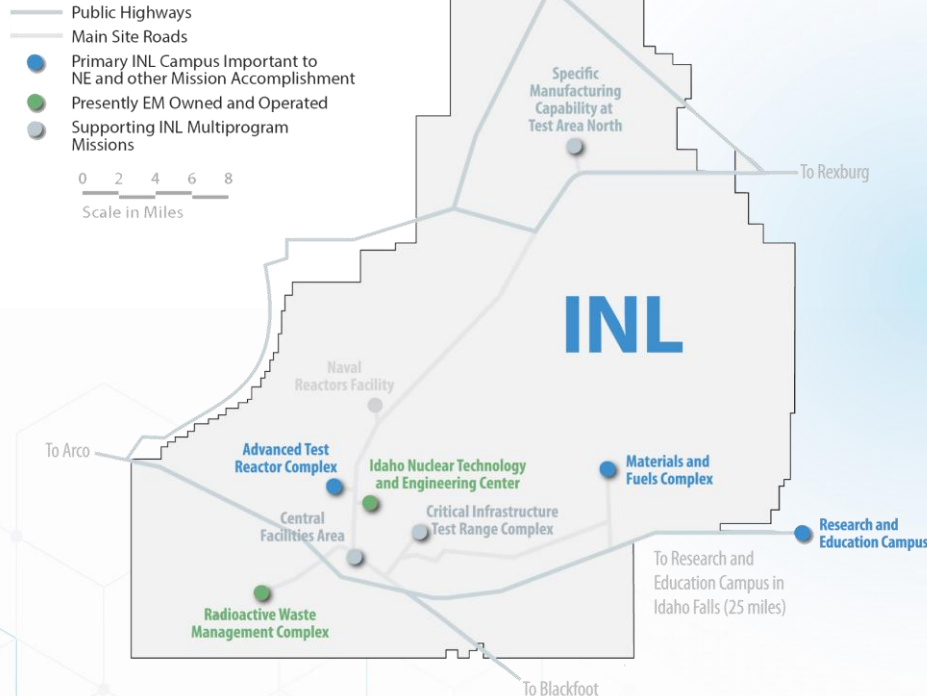 Public Highways
Main Site Roads
Primary INL Campus Important to
NE and other Mission Accomplishment
Presently EM Owned and Operated
Supporting INL Multiprogram
Missions
0 2 4 6 8
Scale in Miles
Specific
Manufacturing
Capability at
Test Area North
To Rexburg
INL
Naval
Reactors Facility
To Arco
Advanced Test
Reactor Complex
Idaho Nuclear Technology
and Engineering Center
Materials and
Fuels Complex
Central
Facilities Area
Critical Infrastructure
Test Range Complex
Research and
Education Campus
To Research and
Education Campus in
Idaho Falls (25 miles)
Radioactive Waste
Management Complex
To Blackfoot